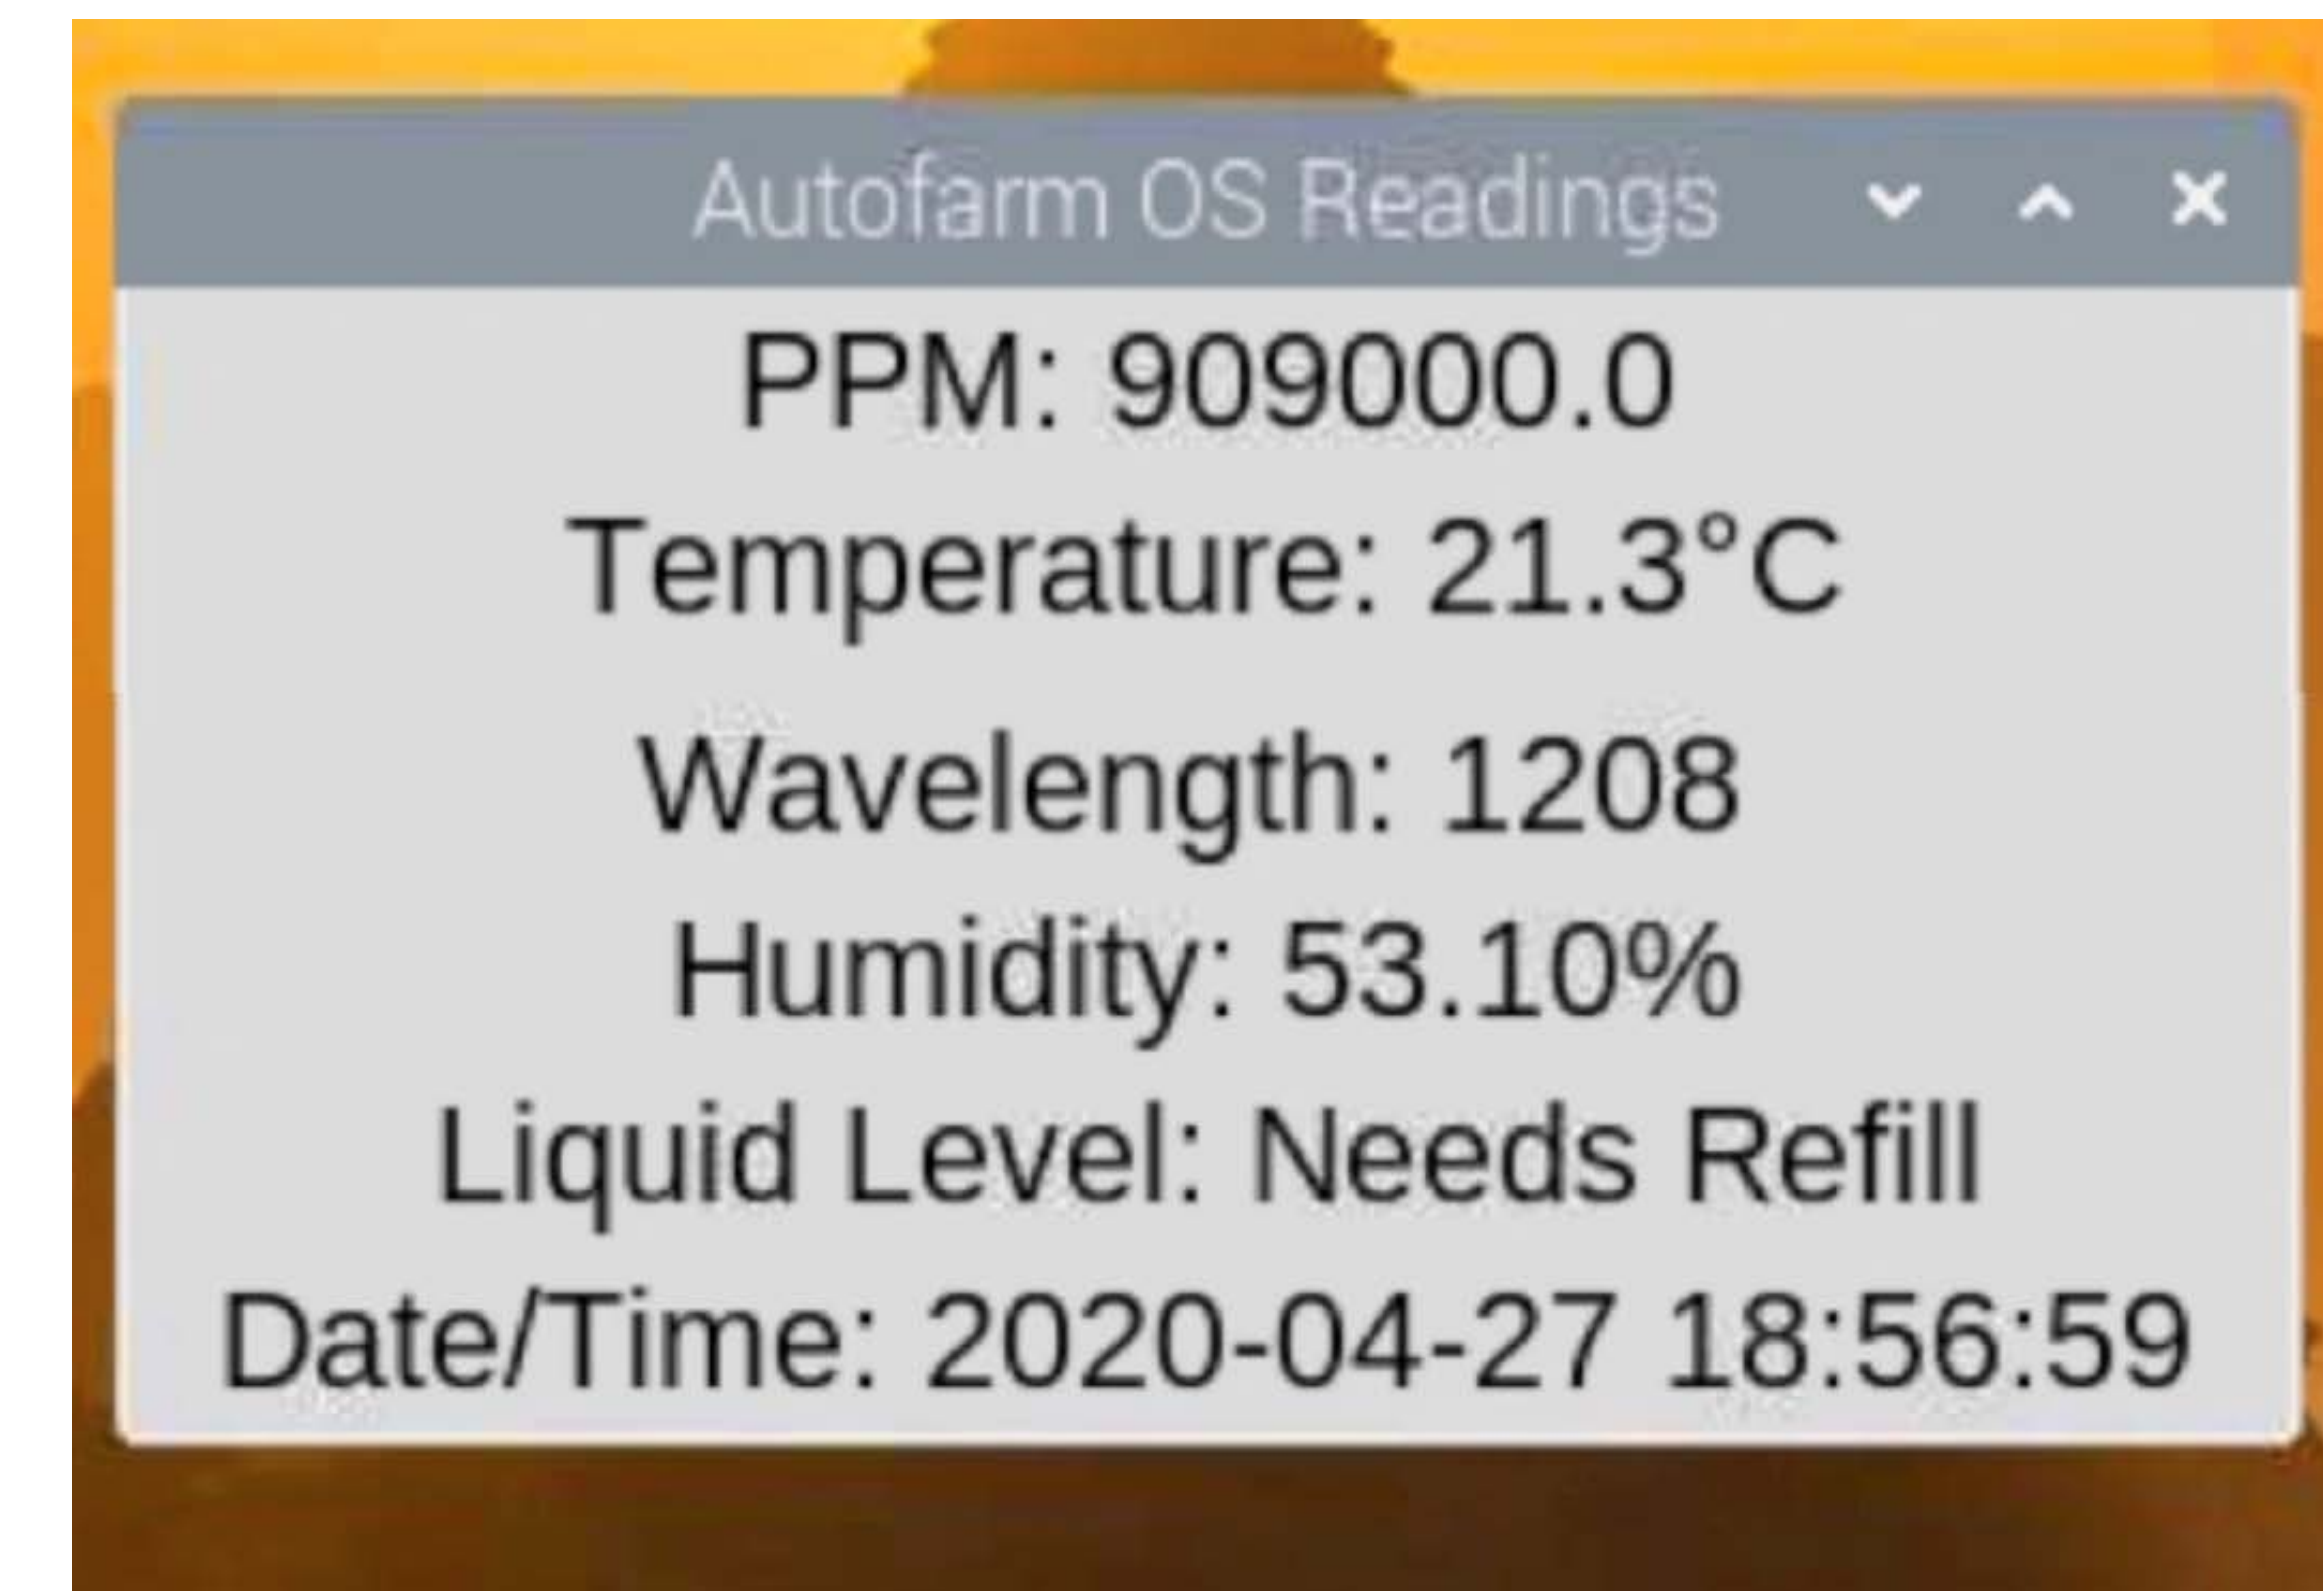 Autofarm OS Readings
PPM: 909000.0
Temperature: 21.3°C
Wavelength: 1208
Humidity: 53.10%
Liquid Level: Needs Refill
Date/Time: 2020-04-27 18:56:59